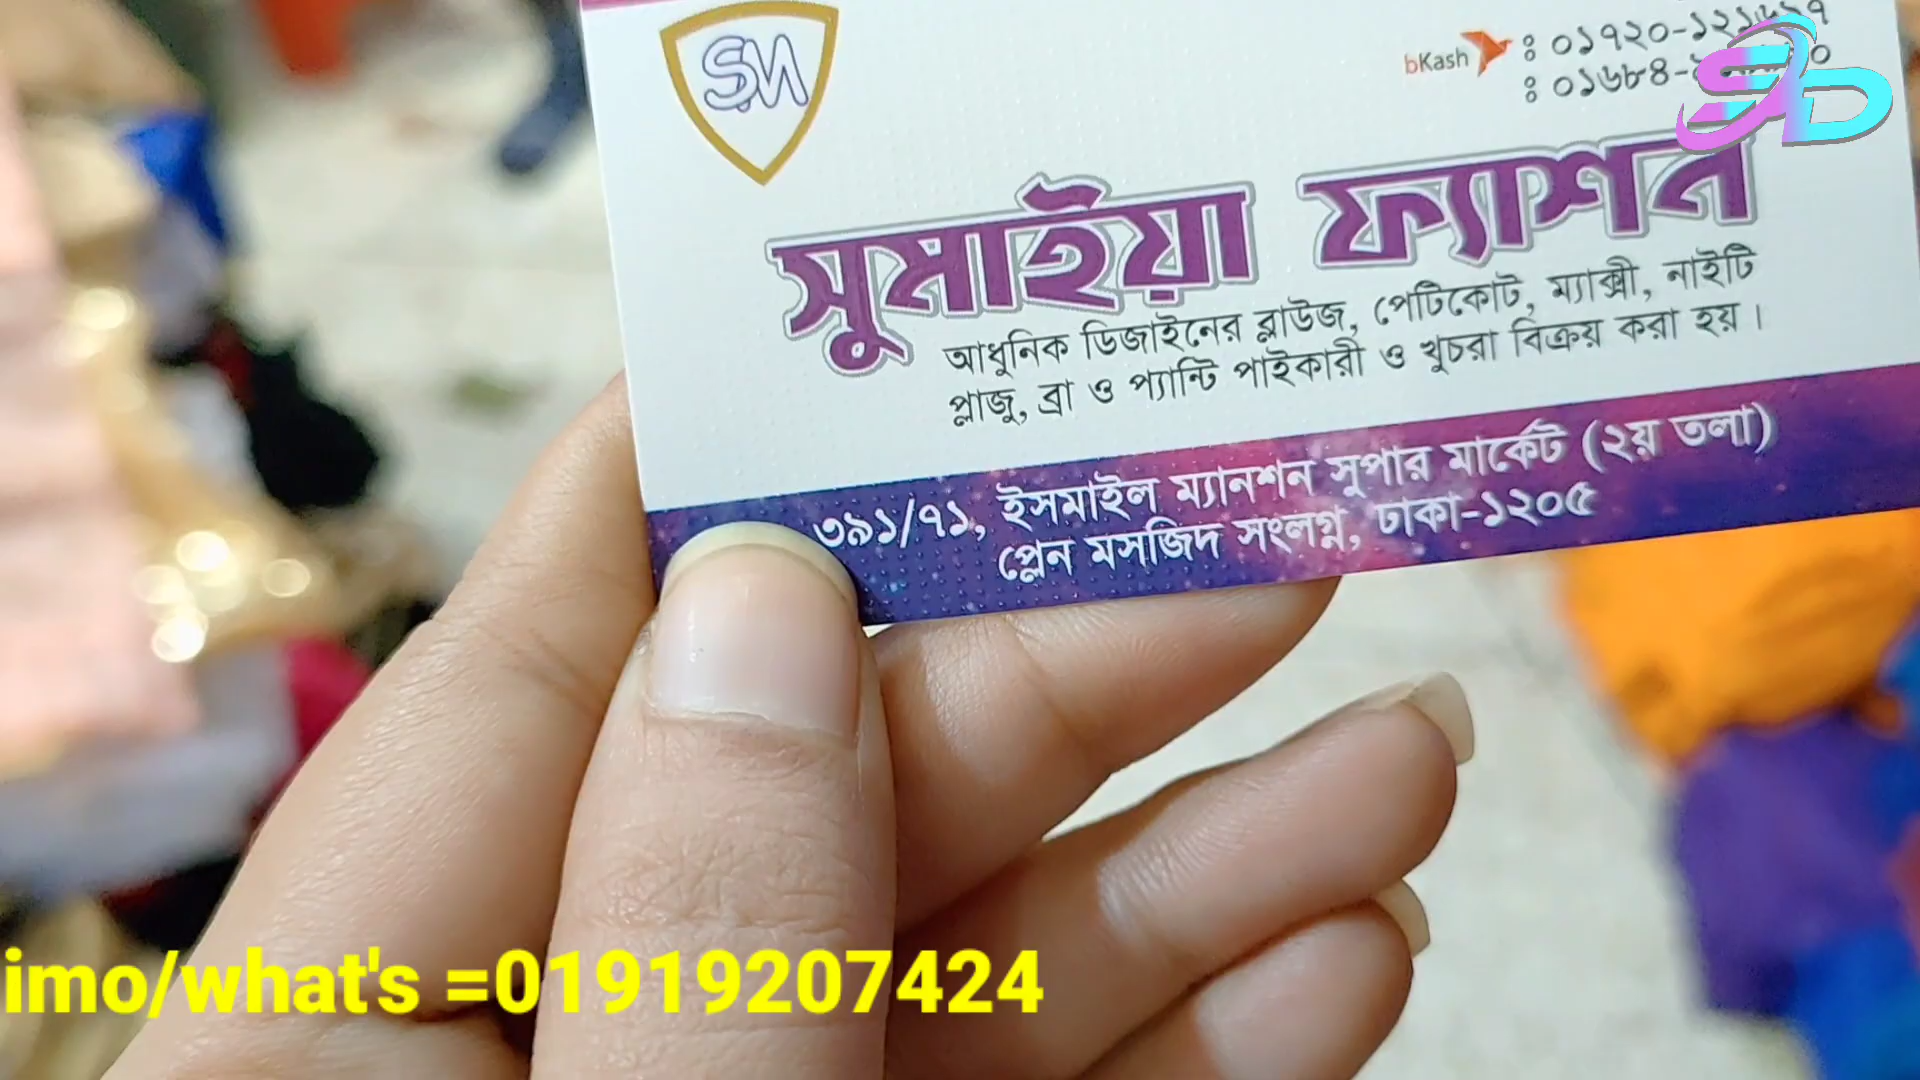 SM
bKash : ০১৭২০-
: ০১৬৮৪-
SD
সুমাইয়া ফ্যাশন
আধুনিক ডিজাইনের ব্লাউজ, পেটিকোট, ম্যাক্সী, নাইটি
প্লাজু, ব্রা ও প্যান্টি পাইকারী ও খুচরা বিক্রয় করা হয়।
৩৯১/৭১, ইসমাইল ম্যানশন সুপার মার্কেট (২য় তলা)
প্লেন মসজিদ সংলগ্ন, ঢাকা-১২০৫
imo/what's =01919207424